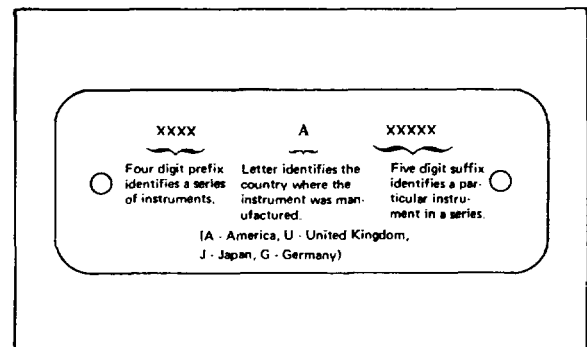 XXXX A XXXXX
Four digit prefix
identifies a series
of instruments.
Letter identifies the
country where the
instrument was man-
ufactured.
(A - America, U - United Kingdom,
J - Japan, G - Germany)
Five digit suffix
identifies a par-
ticular instru-
ment in a series.